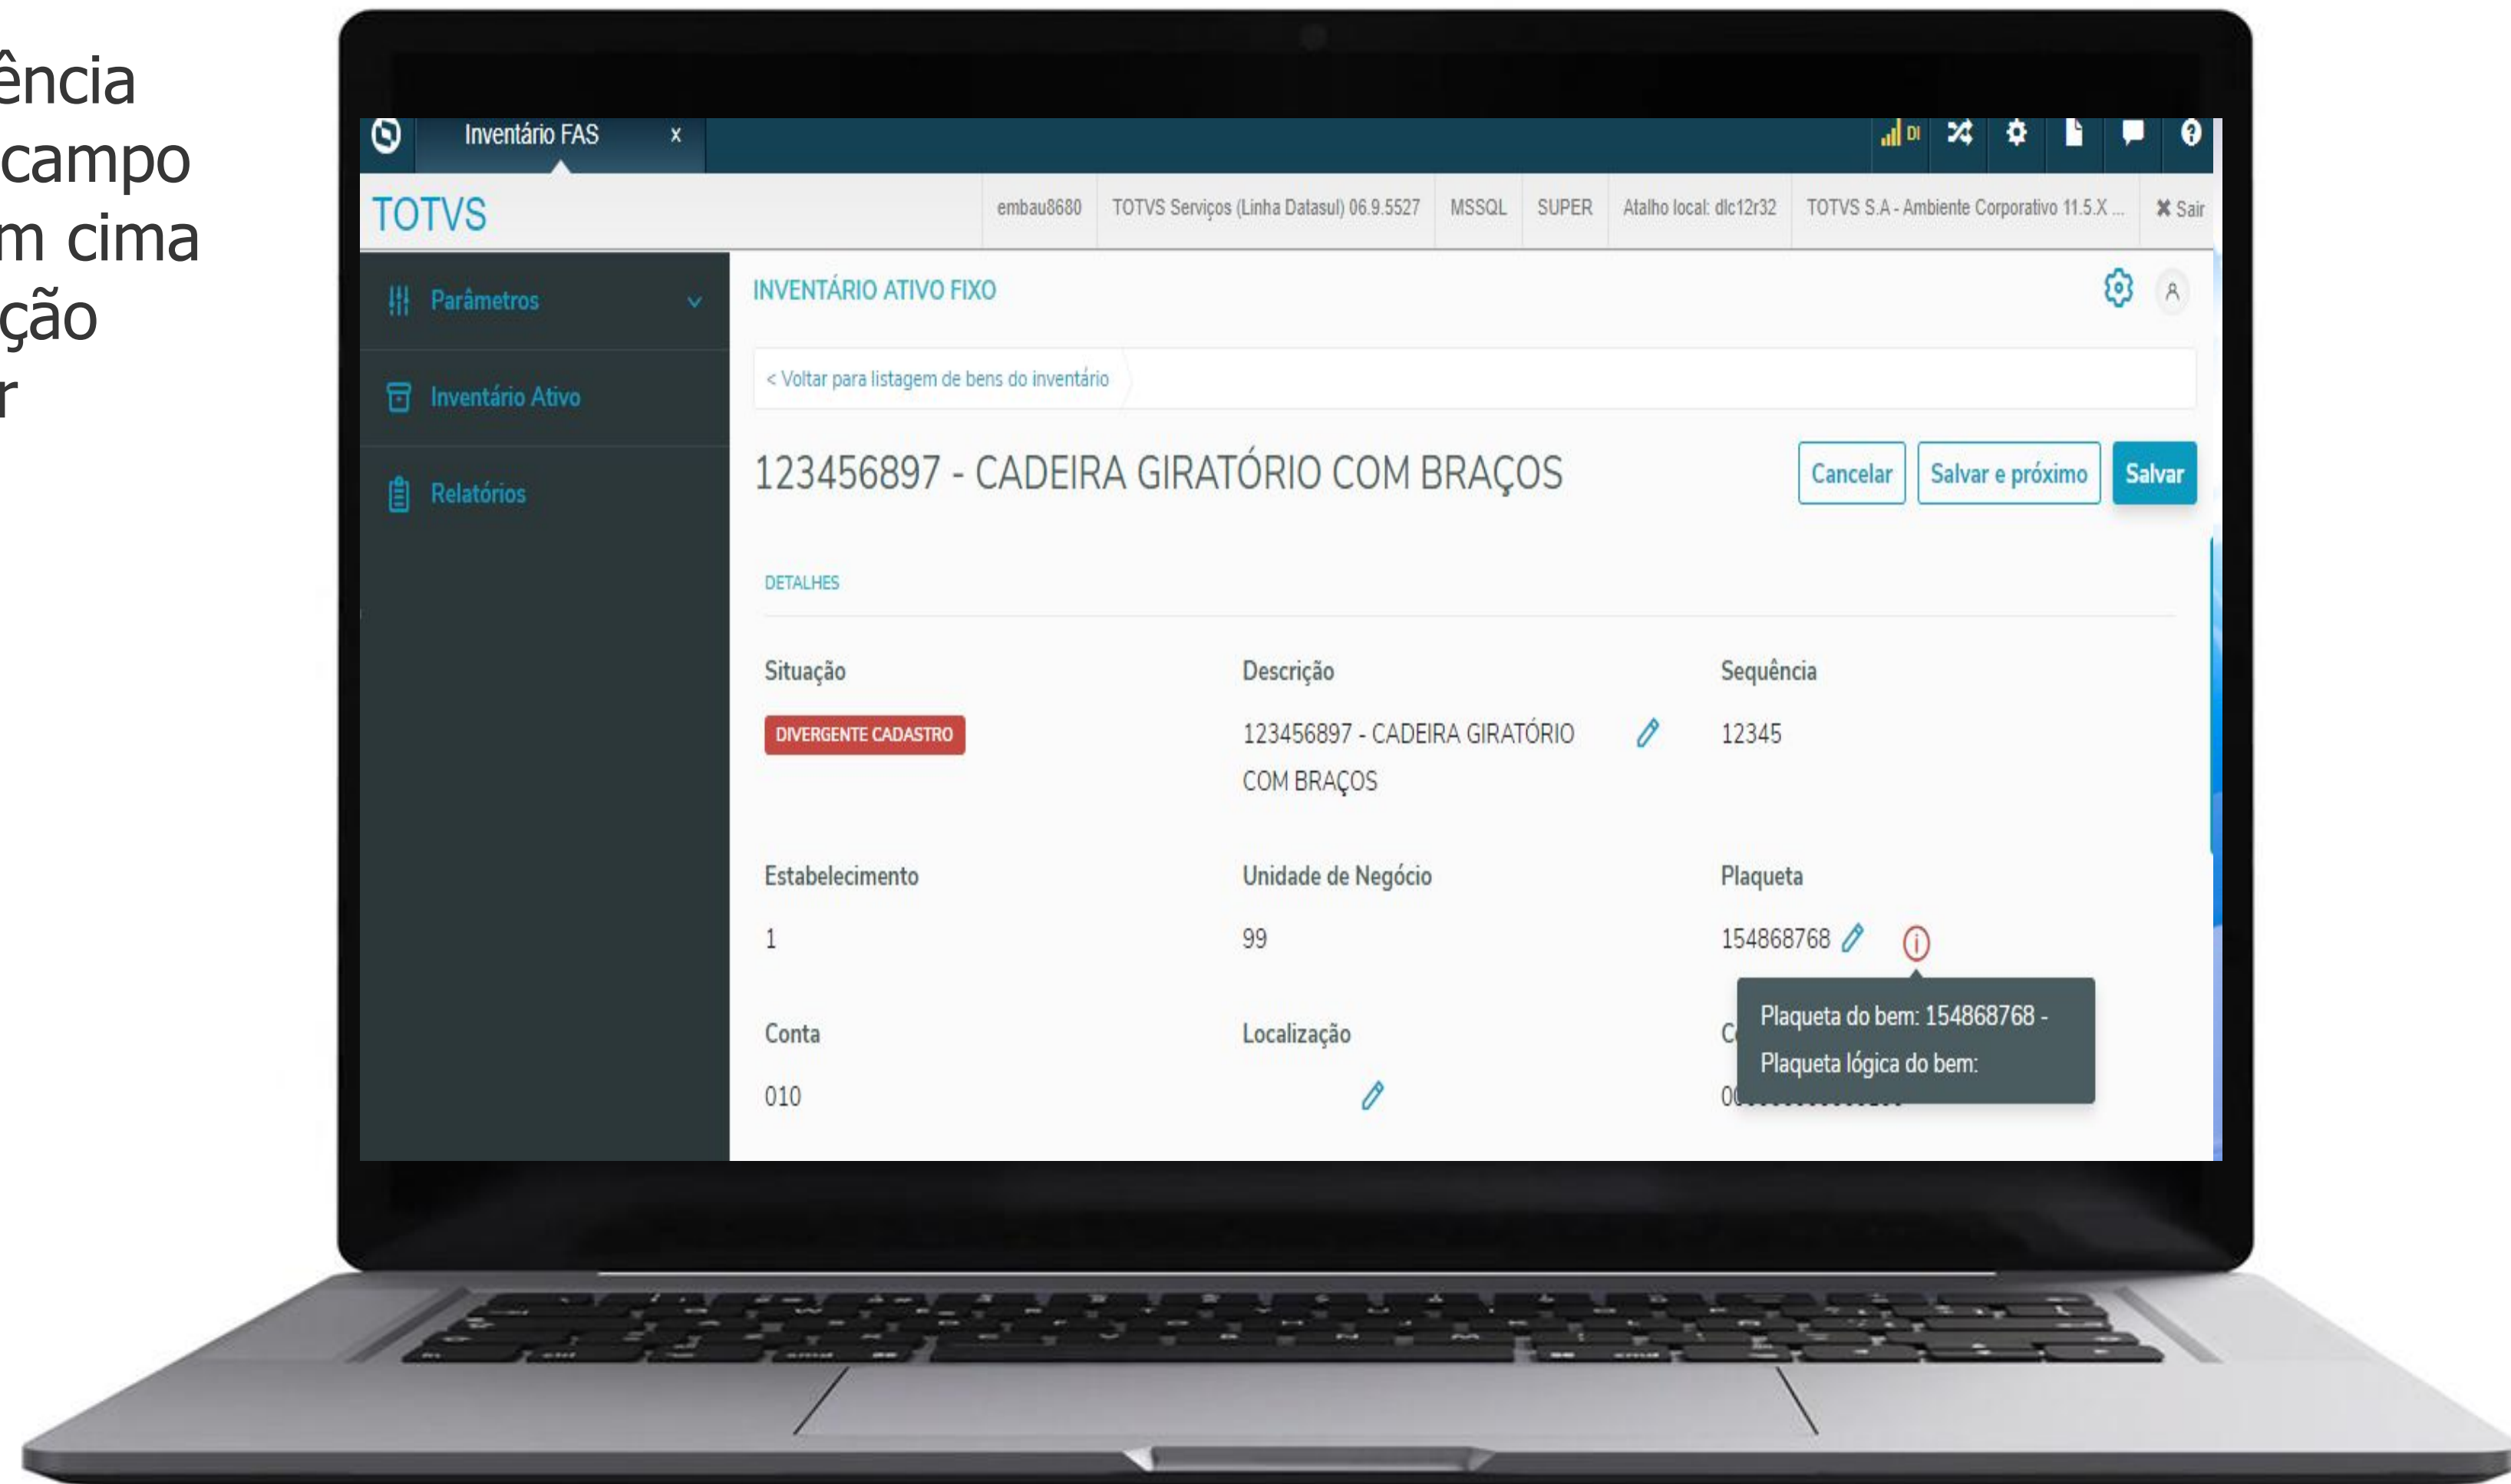 ência
campo
m cima
ção
r
Inventário FAS x
DI
TOTVS embau8680 TOTVS Serviços (Linha Datasul) 06.9.5527 MSSQL SUPER Atalho local: dlc12r32 TOTVS S.A - Ambiente Corporativo 11.5.X ... Sair
Parâmetros
Inventário Ativo
Relatórios
INVENTÁRIO ATIVO FIXO
< Voltar para listagem de bens do inventário
123456897 - CADEIRA GIRATÓRIO COM BRAÇOS
Cancelar Salvar e próximo Salvar
DETALHES
Situação Descrição Sequência
DIVERGENTE CADASTRO 123456897 - CADEIRA GIRATÓRIO 12345
COM BRAÇOS
Estabelecimento Unidade de Negócio Plaqueta
1 99 154868768
Plaqueta do bem: 154868768 -
Plaqueta lógica do bem:
Conta Localização
010